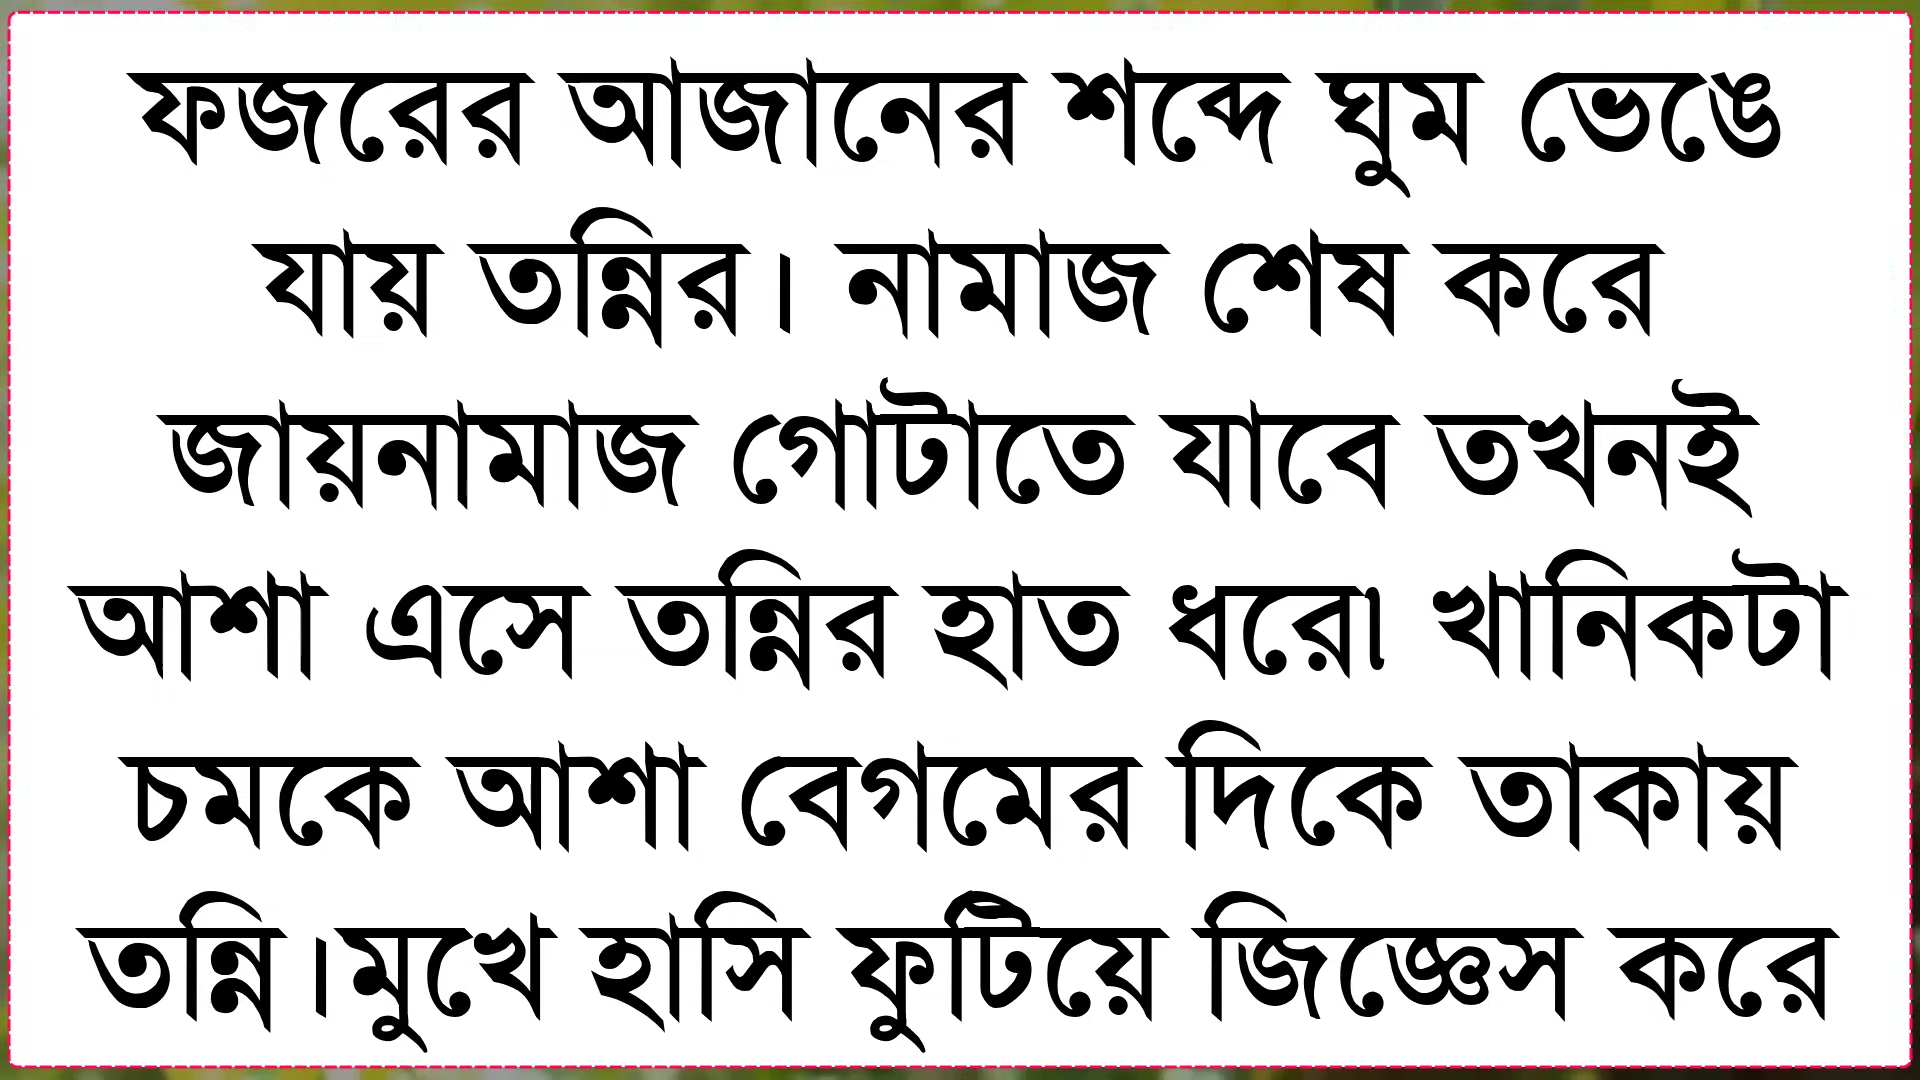 ফজরের আজানের শব্দে ঘুম ভেঙে
যায় তন্নির। নামাজ শেষ করে
জায়নামাজ গোটাতে যাবে তখনই
আশা এসে তন্নির হাত ধরে৷ খানিকটা
চমকে আশা বেগমের দিকে তাকায়
তন্নি।মুখে হাসি ফুটিয়ে জিজ্ঞেস করে